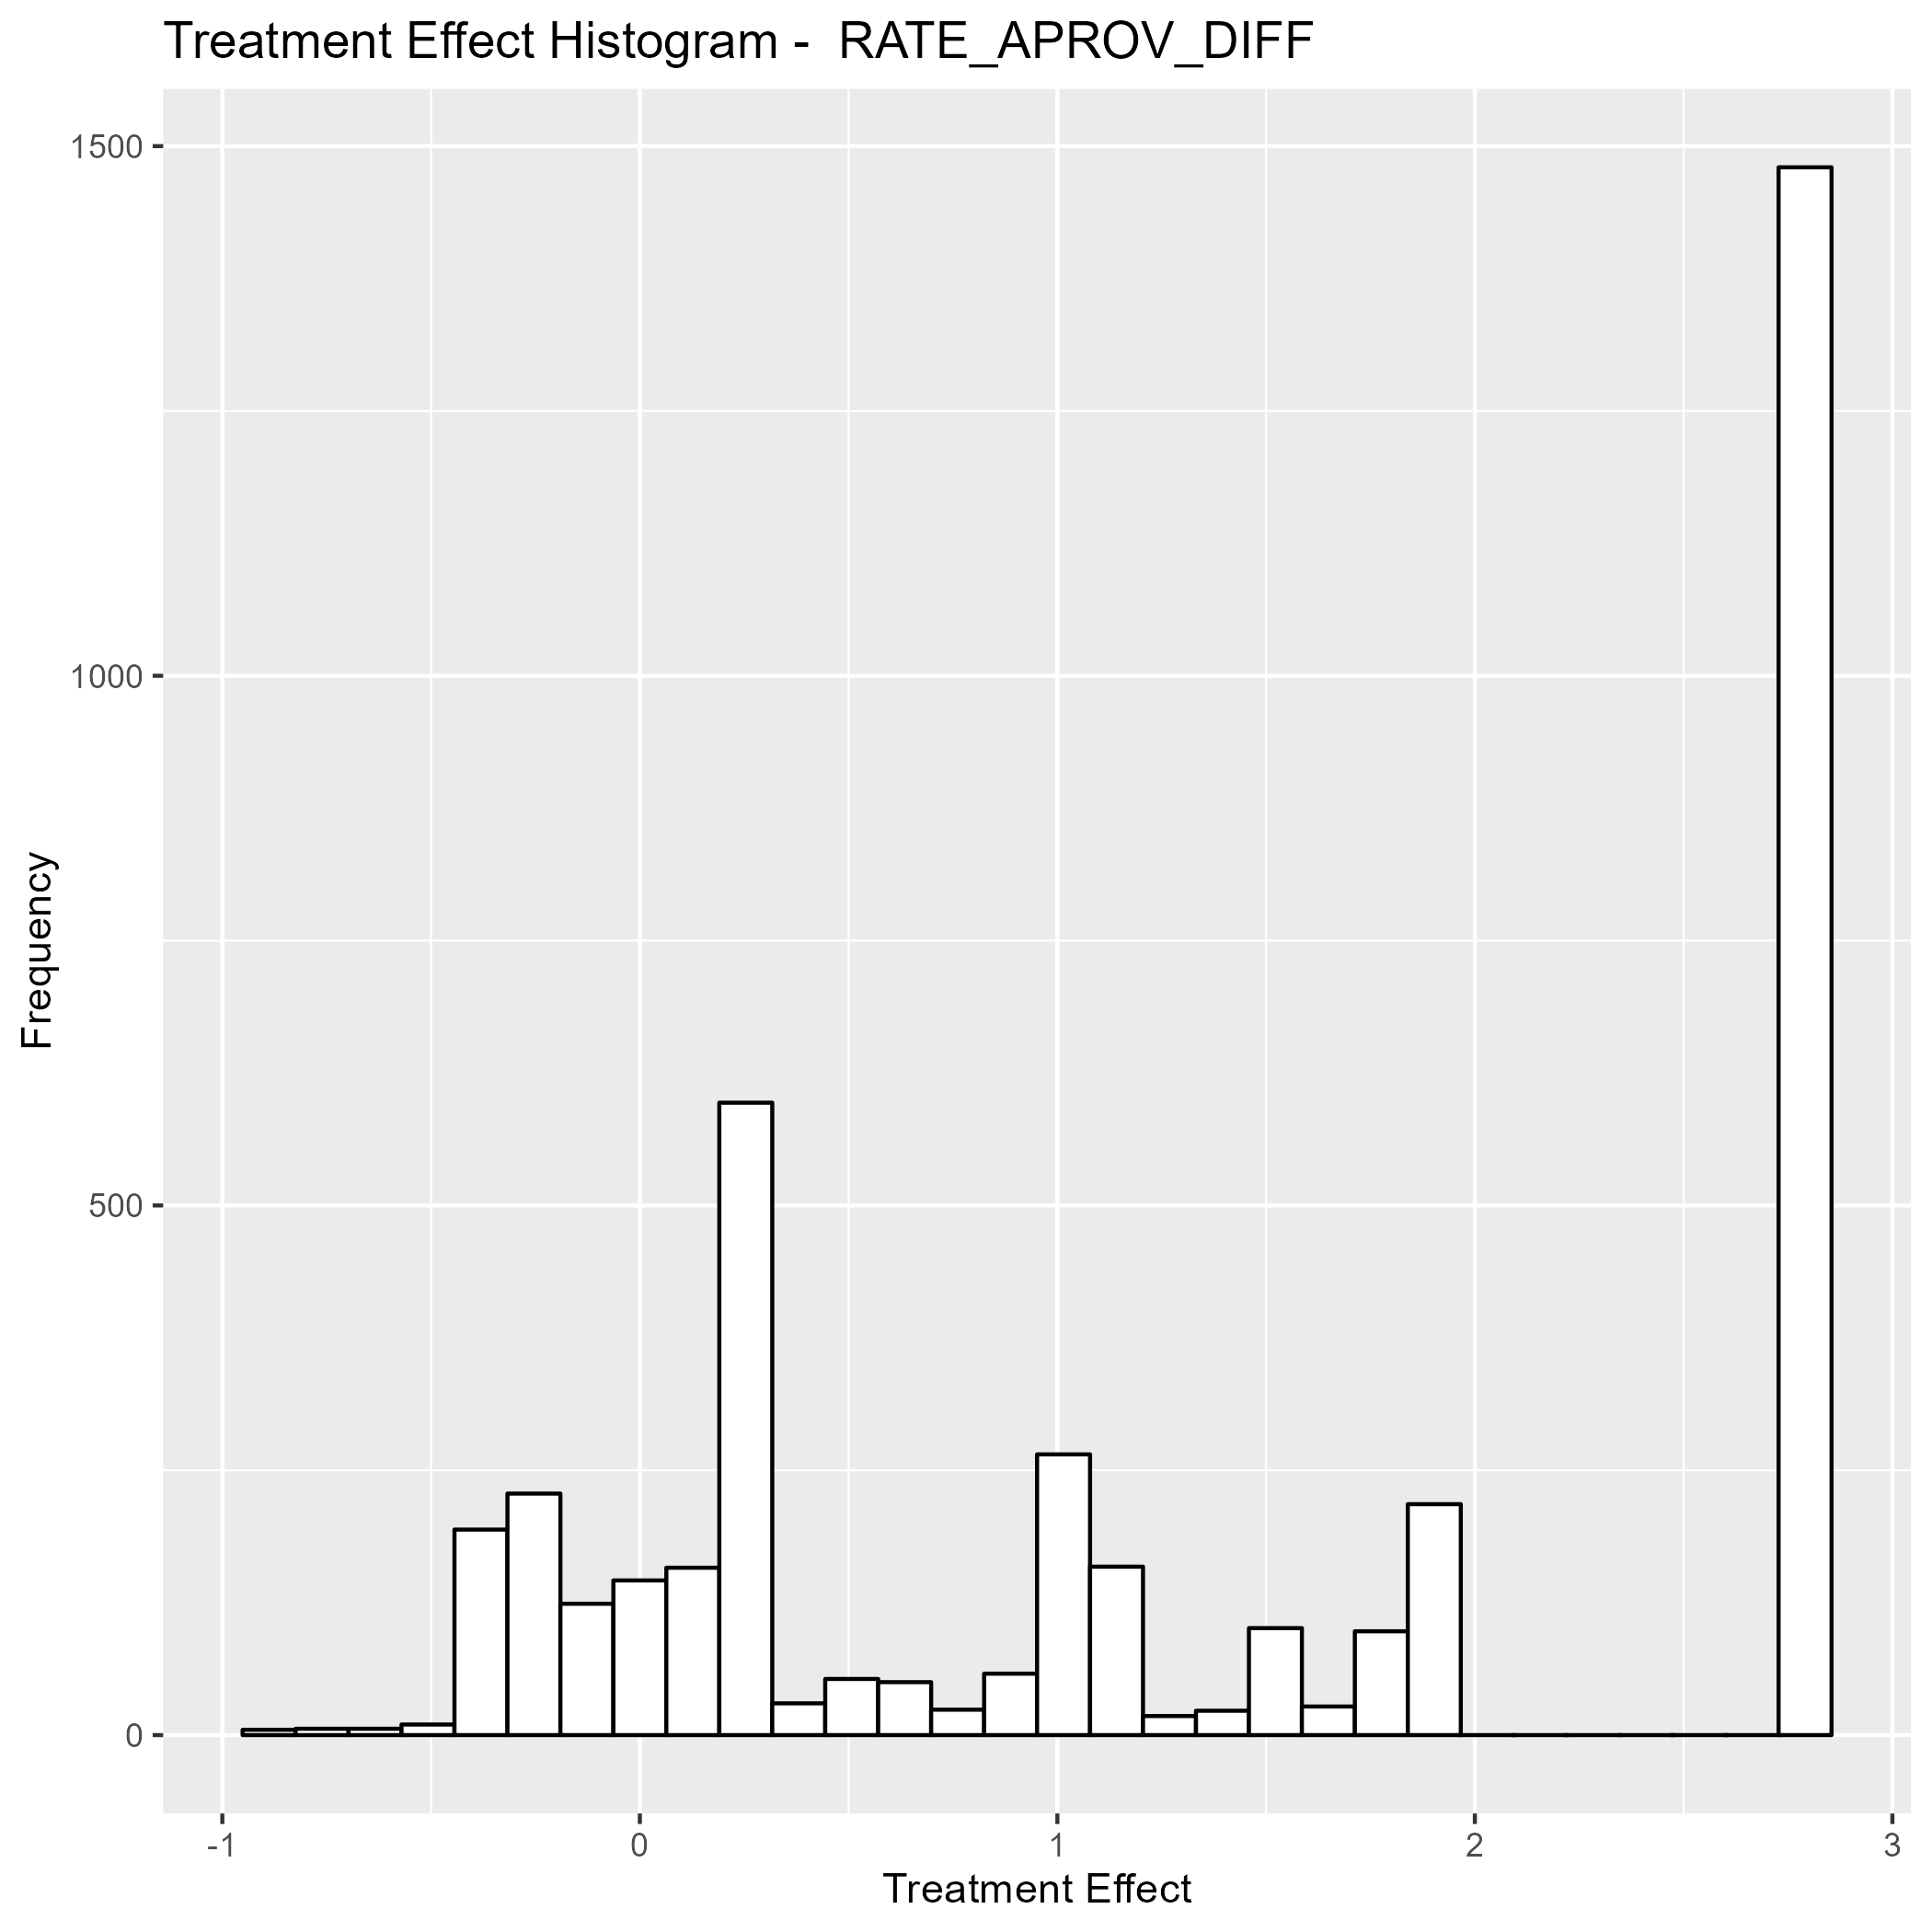 Treatment Effect Histogram -  RATE_APROV_DIFF
Frequency
1500
1000
500
0
-1 0 1 2 3
Treatment Effect